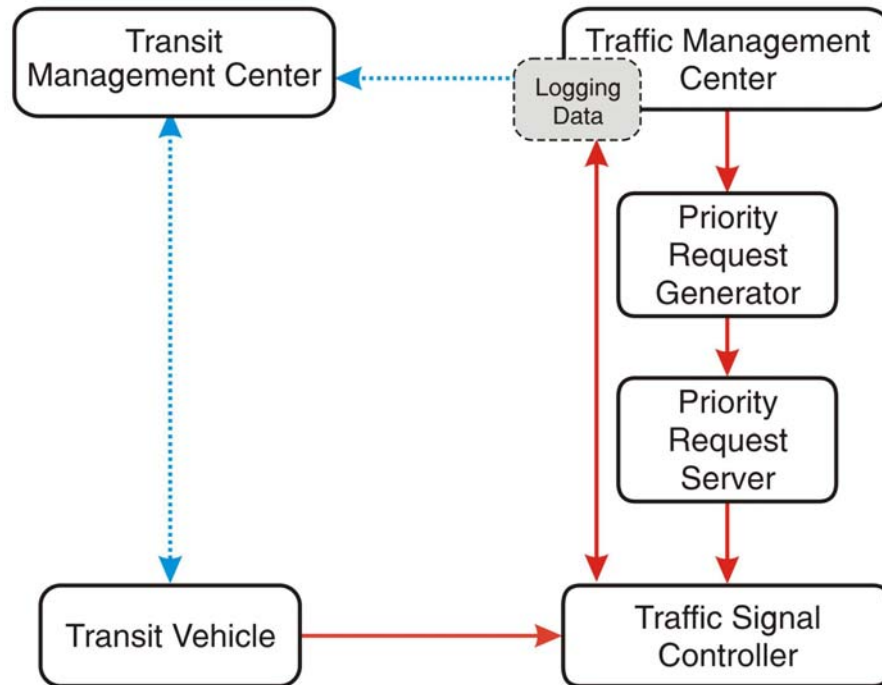 Transit
Management Center
Traffic Management
Center
Logging
Data
Priority
Request
Generator
Priority
Request
Server
Transit Vehicle
Traffic Signal
Controller